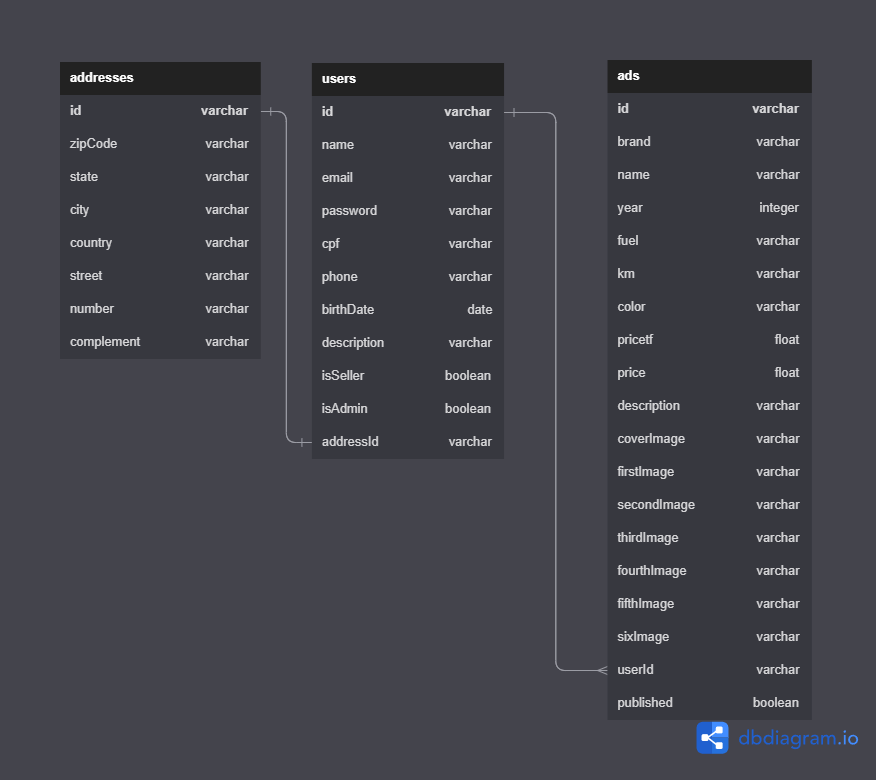 addresses
id varchar
zipCode varchar
state varchar
city varchar
country varchar
street varchar
number varchar
complement varchar
users
id varchar
name varchar
email varchar
password varchar
cpf varchar
phone varchar
birthDate date
description varchar
isSeller boolean
isAdmin boolean
addressId varchar
ads
id varchar
brand varchar
name varchar
year integer
fuel varchar
km varchar
color varchar
pricetf float
price float
description varchar
coverImage varchar
firstImage varchar
secondImage varchar
thirdImage varchar
fourthImage varchar
fifthImage varchar
sixImage varchar
userId varchar
published boolean
dbdiagram.io